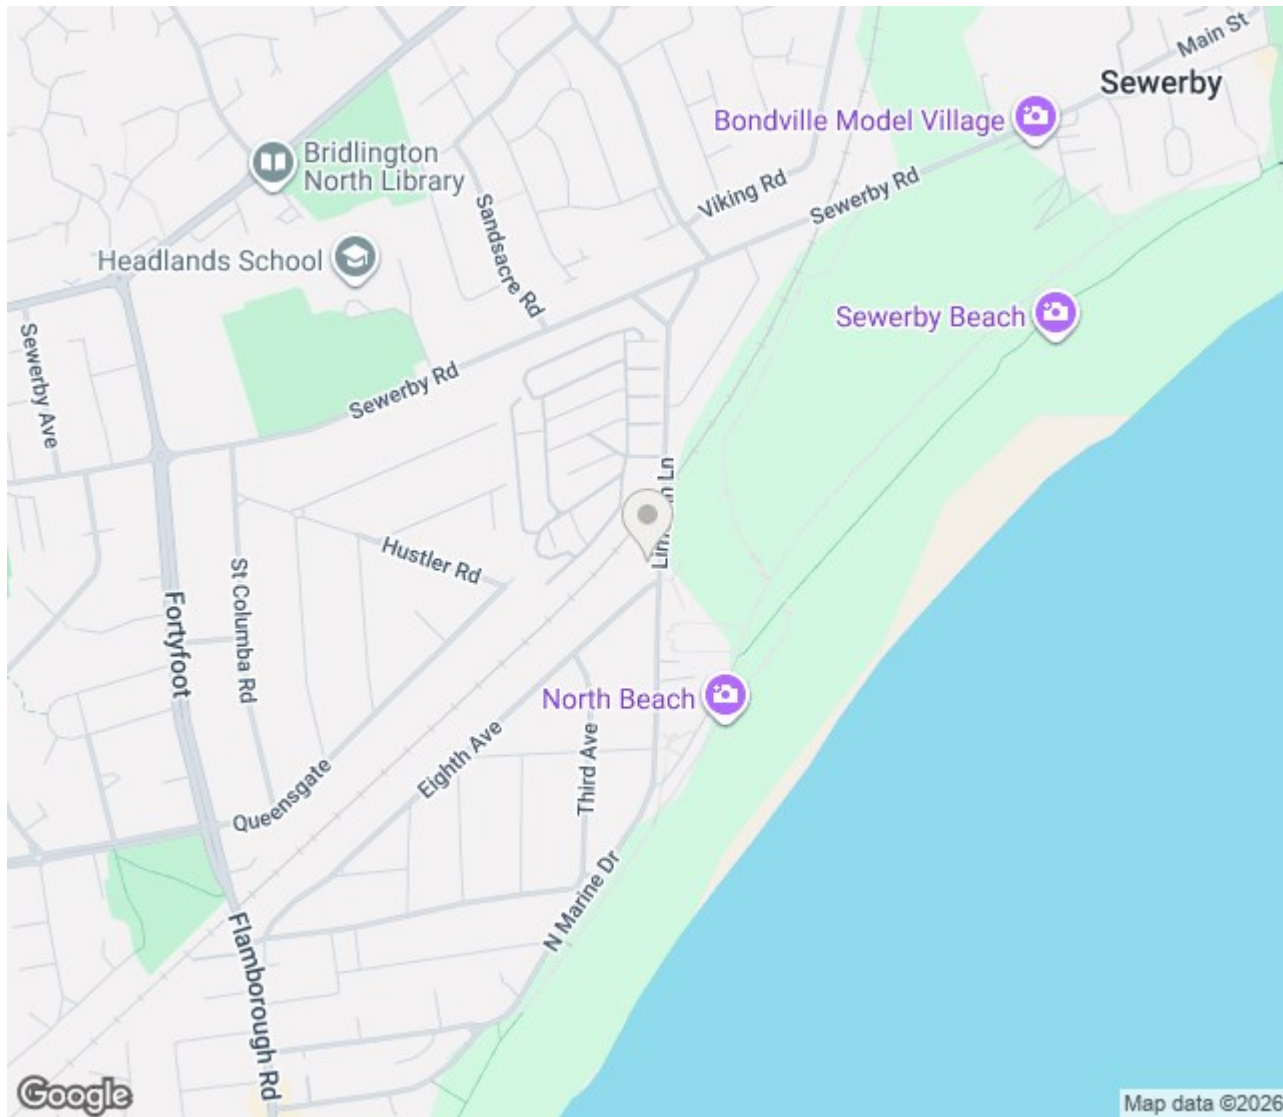 Main St
Sewerby
Bondville Model Village
Bridlington
North Library
Viking Rd
Sewerby Rd
Sandsacre Rd
Headlands School
Sewerby Beach
Sewerby Ave
Sewerby Rd
Hustler Rd
St Columba Rd
Fortyfoot
North Beach
Eighth Ave
Third Ave
Queensgate
N Marine Dr
Flamborough Rd
Google
Map data ©2026